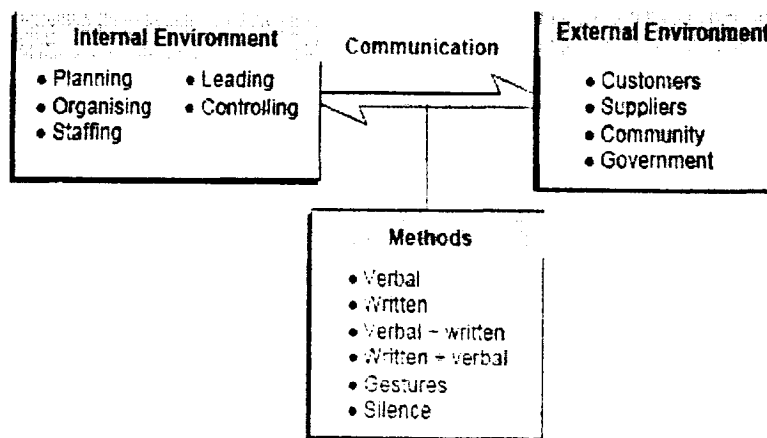 Internal Environment
• Planning
• Leading
• Organising
• Controlling
• Staffing
Communication
External Environment
• Customers
• Suppliers
• Community
• Government
Methods
• Verbal
• Written
• Verbal + written
• Written + verbal
• Gestures
• Silence